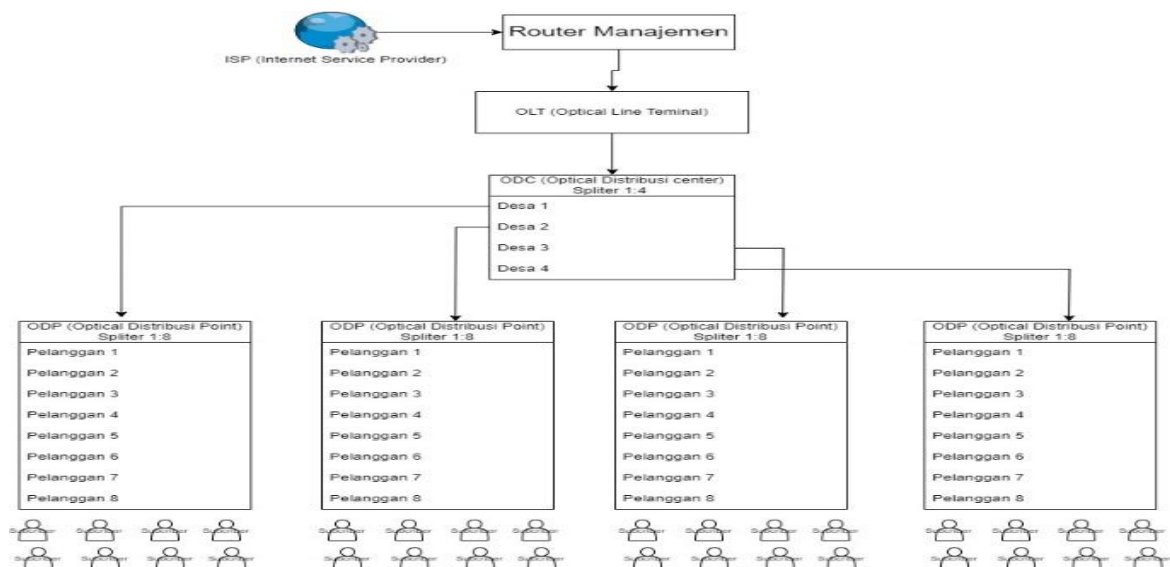 Router Manajemen
ISP (Internet Service Provider)
OLT (Optical Line Teminal)
ODC (Optical Distribusi center)
Spliter 1:4
Desa 1
Desa 2
Desa 3
Desa 4
ODP (Optical Distribusi Point)
Spliter 1:8
Pelanggan 1
Pelanggan 2
Pelanggan 3
Pelanggan 4
Pelanggan 5
Pelanggan 6
Pelanggan 7
Pelanggan 8
ODP (Optical Distribusi Point)
Spliter 1:8
Pelanggan 1
Pelanggan 2
Pelanggan 3
Pelanggan 4
Pelanggan 5
Pelanggan 6
Pelanggan 7
Pelanggan 8
ODP (Optical Distribusi Point)
Spliter 1:8
Pelanggan 1
Pelanggan 2
Pelanggan 3
Pelanggan 4
Pelanggan 5
Pelanggan 6
Pelanggan 7
Pelanggan 8
ODP (Optical Distribusi Point)
Spliter 1:8
Pelanggan 1
Pelanggan 2
Pelanggan 3
Pelanggan 4
Pelanggan 5
Pelanggan 6
Pelanggan 7
Pelanggan 8